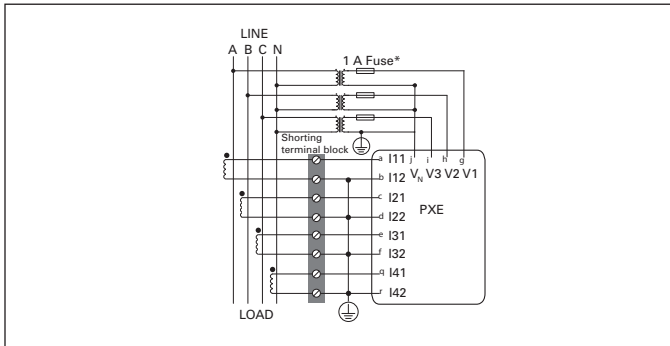 LINE
A B C N
1 A Fuse*
Shorting
terminal block
j i h g
VN V3 V2 V1
a I11
b I12
c I21
d I22
PXE
e I31
f I32
q I41
r I42
LOAD